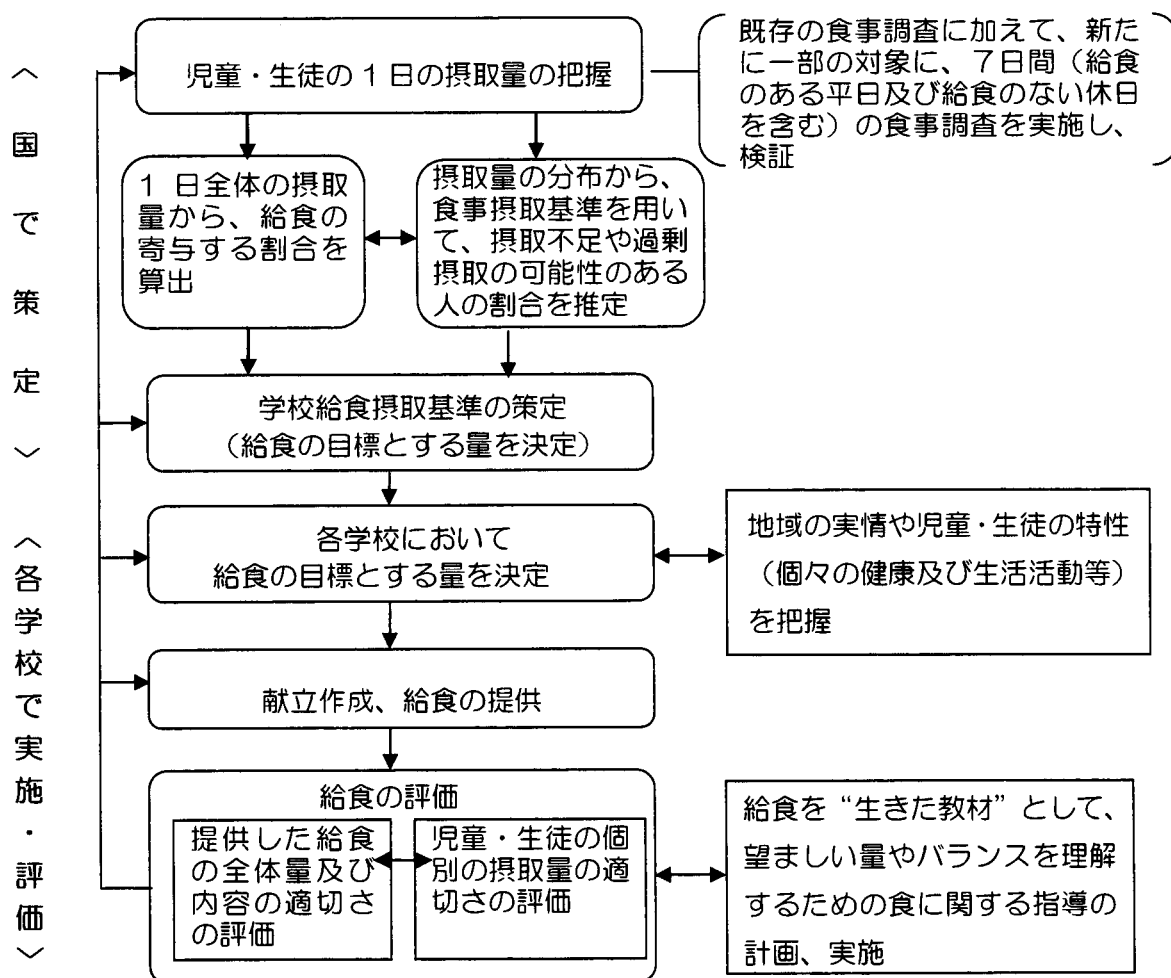 〈国で策定〉
〈各学校で実施・評価〉
児童・生徒の1日の摂取量の把握
既存の食事調査に加えて、新た
に一部の対象に、7日間（給食
のある平日及び給食のない休日
を含む）の食事調査を実施し、
検証
1 日全体の摂取
量から、給食の
寄与する割合を
算出
摂取量の分布から、
食事摂取基準を用い
て、摂取不足や過剰
摂取の可能性のある
人の割合を推定
学校給食摂取基準の策定
（給食の目標とする量を決定）
各学校において
給食の目標とする量を決定
地域の実情や児童・生徒の特性
（個々の健康及び生活活動等）
を把握
献立作成、給食の提供
給食の評価
提供した給食
の全体量及び
内容の適切さ
の評価
児童・生徒の個
別の摂取量の適
切さの評価
給食を“生きた教材”として、
望ましい量やバランスを理解
するための食に関する指導の
計画、実施